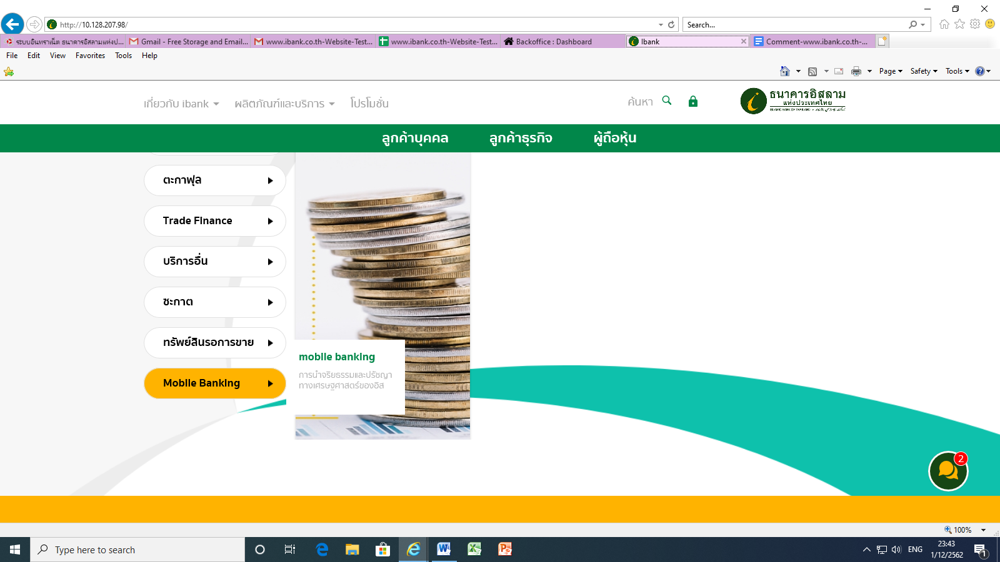 http://10.128.207.98/
Search...
ระบบอินทราเน็ต ธนาคารอิสลามแห่งป...
Gmail - Free Storage and Email...
www.ibank.co.th-Website-Test...
www.ibank.co.th-Website-Test...
Backoffice : Dashboard
Ibank
Comment-www.ibank.co.th-...
File Edit View Favorites Tools Help
Page Safety Tools
เกี่ยวกับ ibank ผลิตภัณฑ์และบริการ โปรโมชั่น
ค้นหา
ธนาคารอิสลาม
แห่งประเทศไทย
ISLAMIC BANK OF THAILAND
ลูกค้าบุคคล ลูกค้าธุรกิจ ผู้ถือหุ้น
ตะกาฟุล
Trade Finance
บริการอื่น
ซะกาต
ทรัพย์สินรอการขาย
Mobile Banking
mobile banking
การนำจริยธรรมและปรัชญา
ทางเศรษฐศาสตร์ของอิส
2
100%
Type here to search
ENG
23:43
1/12/2562
1